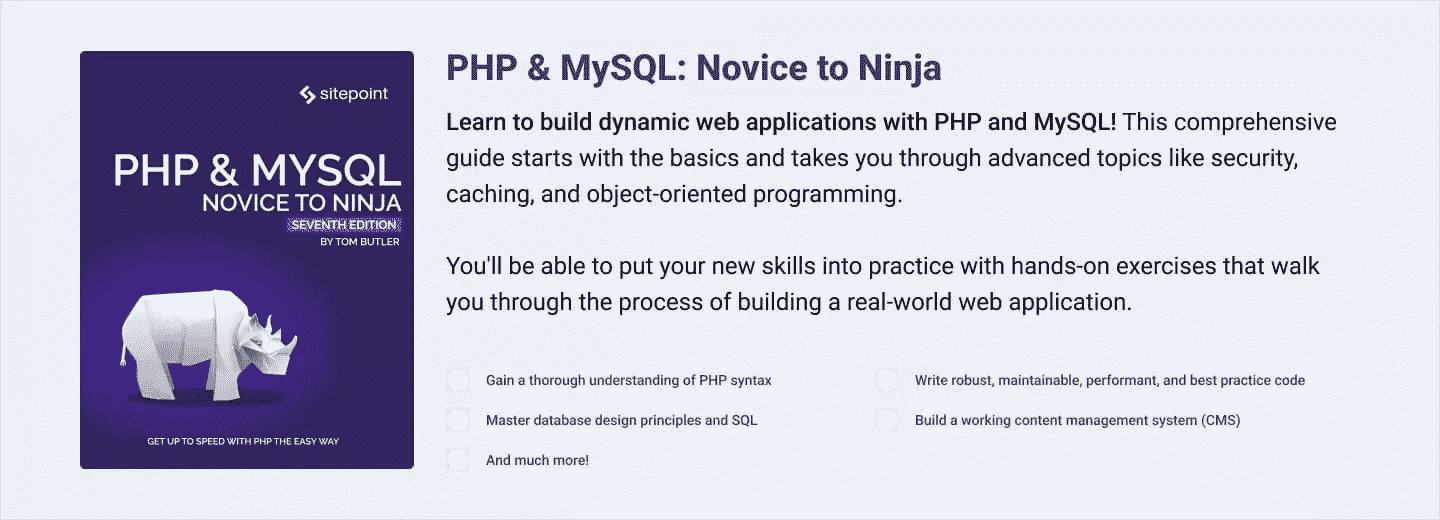 sitepoint
PHP & MYSQL
NOVICE TO NINJA
SEVENTH EDITION
BY TOM BUTLER
GET UP TO SPEED WITH PHP THE EASY WAY
PHP & MySQL: Novice to Ninja
Learn to build dynamic web applications with PHP and MySQL! This comprehensive
guide starts with the basics and takes you through advanced topics like security,
caching, and object-oriented programming.
You'll be able to put your new skills into practice with hands-on exercises that walk
you through the process of building a real-world web application.
Gain a thorough understanding of PHP syntax
Write robust, maintainable, performant, and best practice code
Master database design principles and SQL
Build a working content management system (CMS)
And much more!